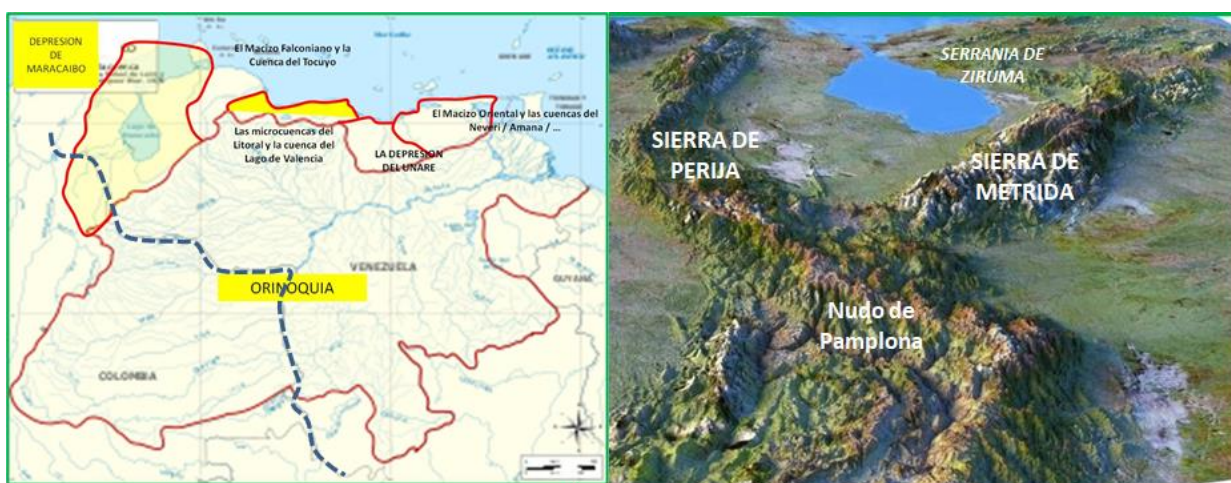 DEPRESION
DE
MARACAIBO
El Macizo Falconiano y la
Cuenca del Tocuyo
El Macizo Oriental y las cuencas del
Neveri / Amana / ...
Las microcuencas del
Litoral y la cuenca del
Lago de Valencia
LA DEPRESION
DEL UNARE
VENEZUELA
GUYANA
ORINOQUIA
COLOMBIA
SERRANIA DE
ZIRUMA
SIERRA DE
PERIJA
SIERRA DE
METRIDA
Nudo de
Pamplona